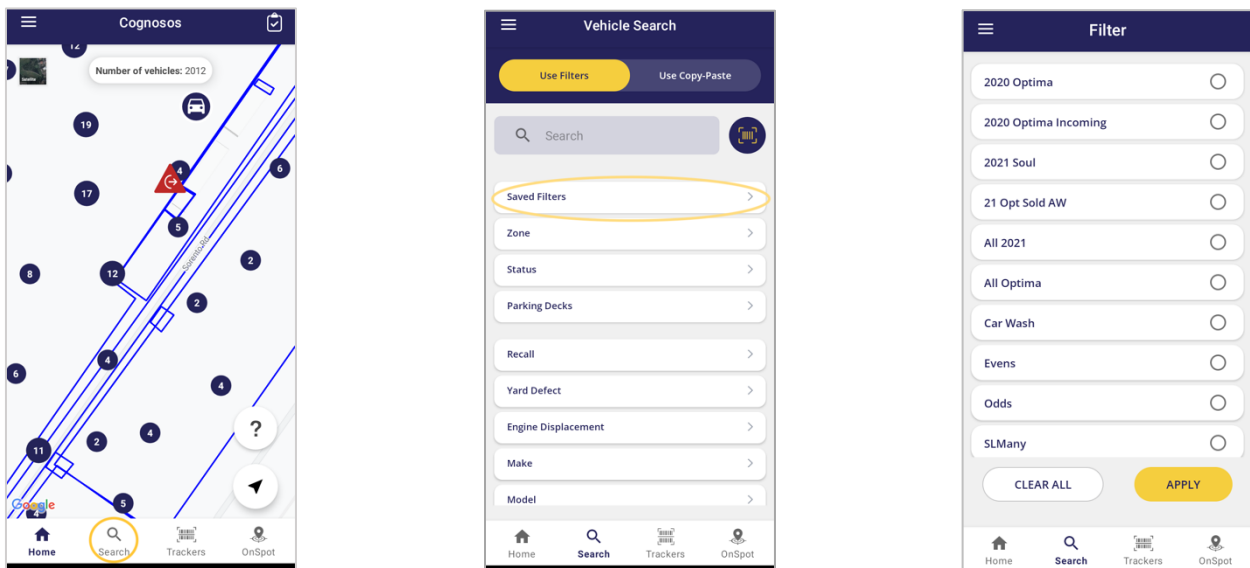 Cognosos
12
Number of vehicles: 2012
19
4
6
17
5
Sorento Rd
2
8
12
2
4
6
4
?
2
4
11
Google
5
4
Home
Search
Trackers
OnSpot
Vehicle Search
Use Filters
Use Copy-Paste
Search
Saved Filters
Zone
Status
Parking Decks
Recall
Yard Defect
Engine Displacement
Make
Model
Home
Search
Trackers
OnSpot
Filter
2020 Optima
2020 Optima Incoming
2021 Soul
21 Opt Sold AW
All 2021
All Optima
Car Wash
Evens
Odds
SLMany
CLEAR ALL
APPLY
Home
Search
Trackers
OnSpot